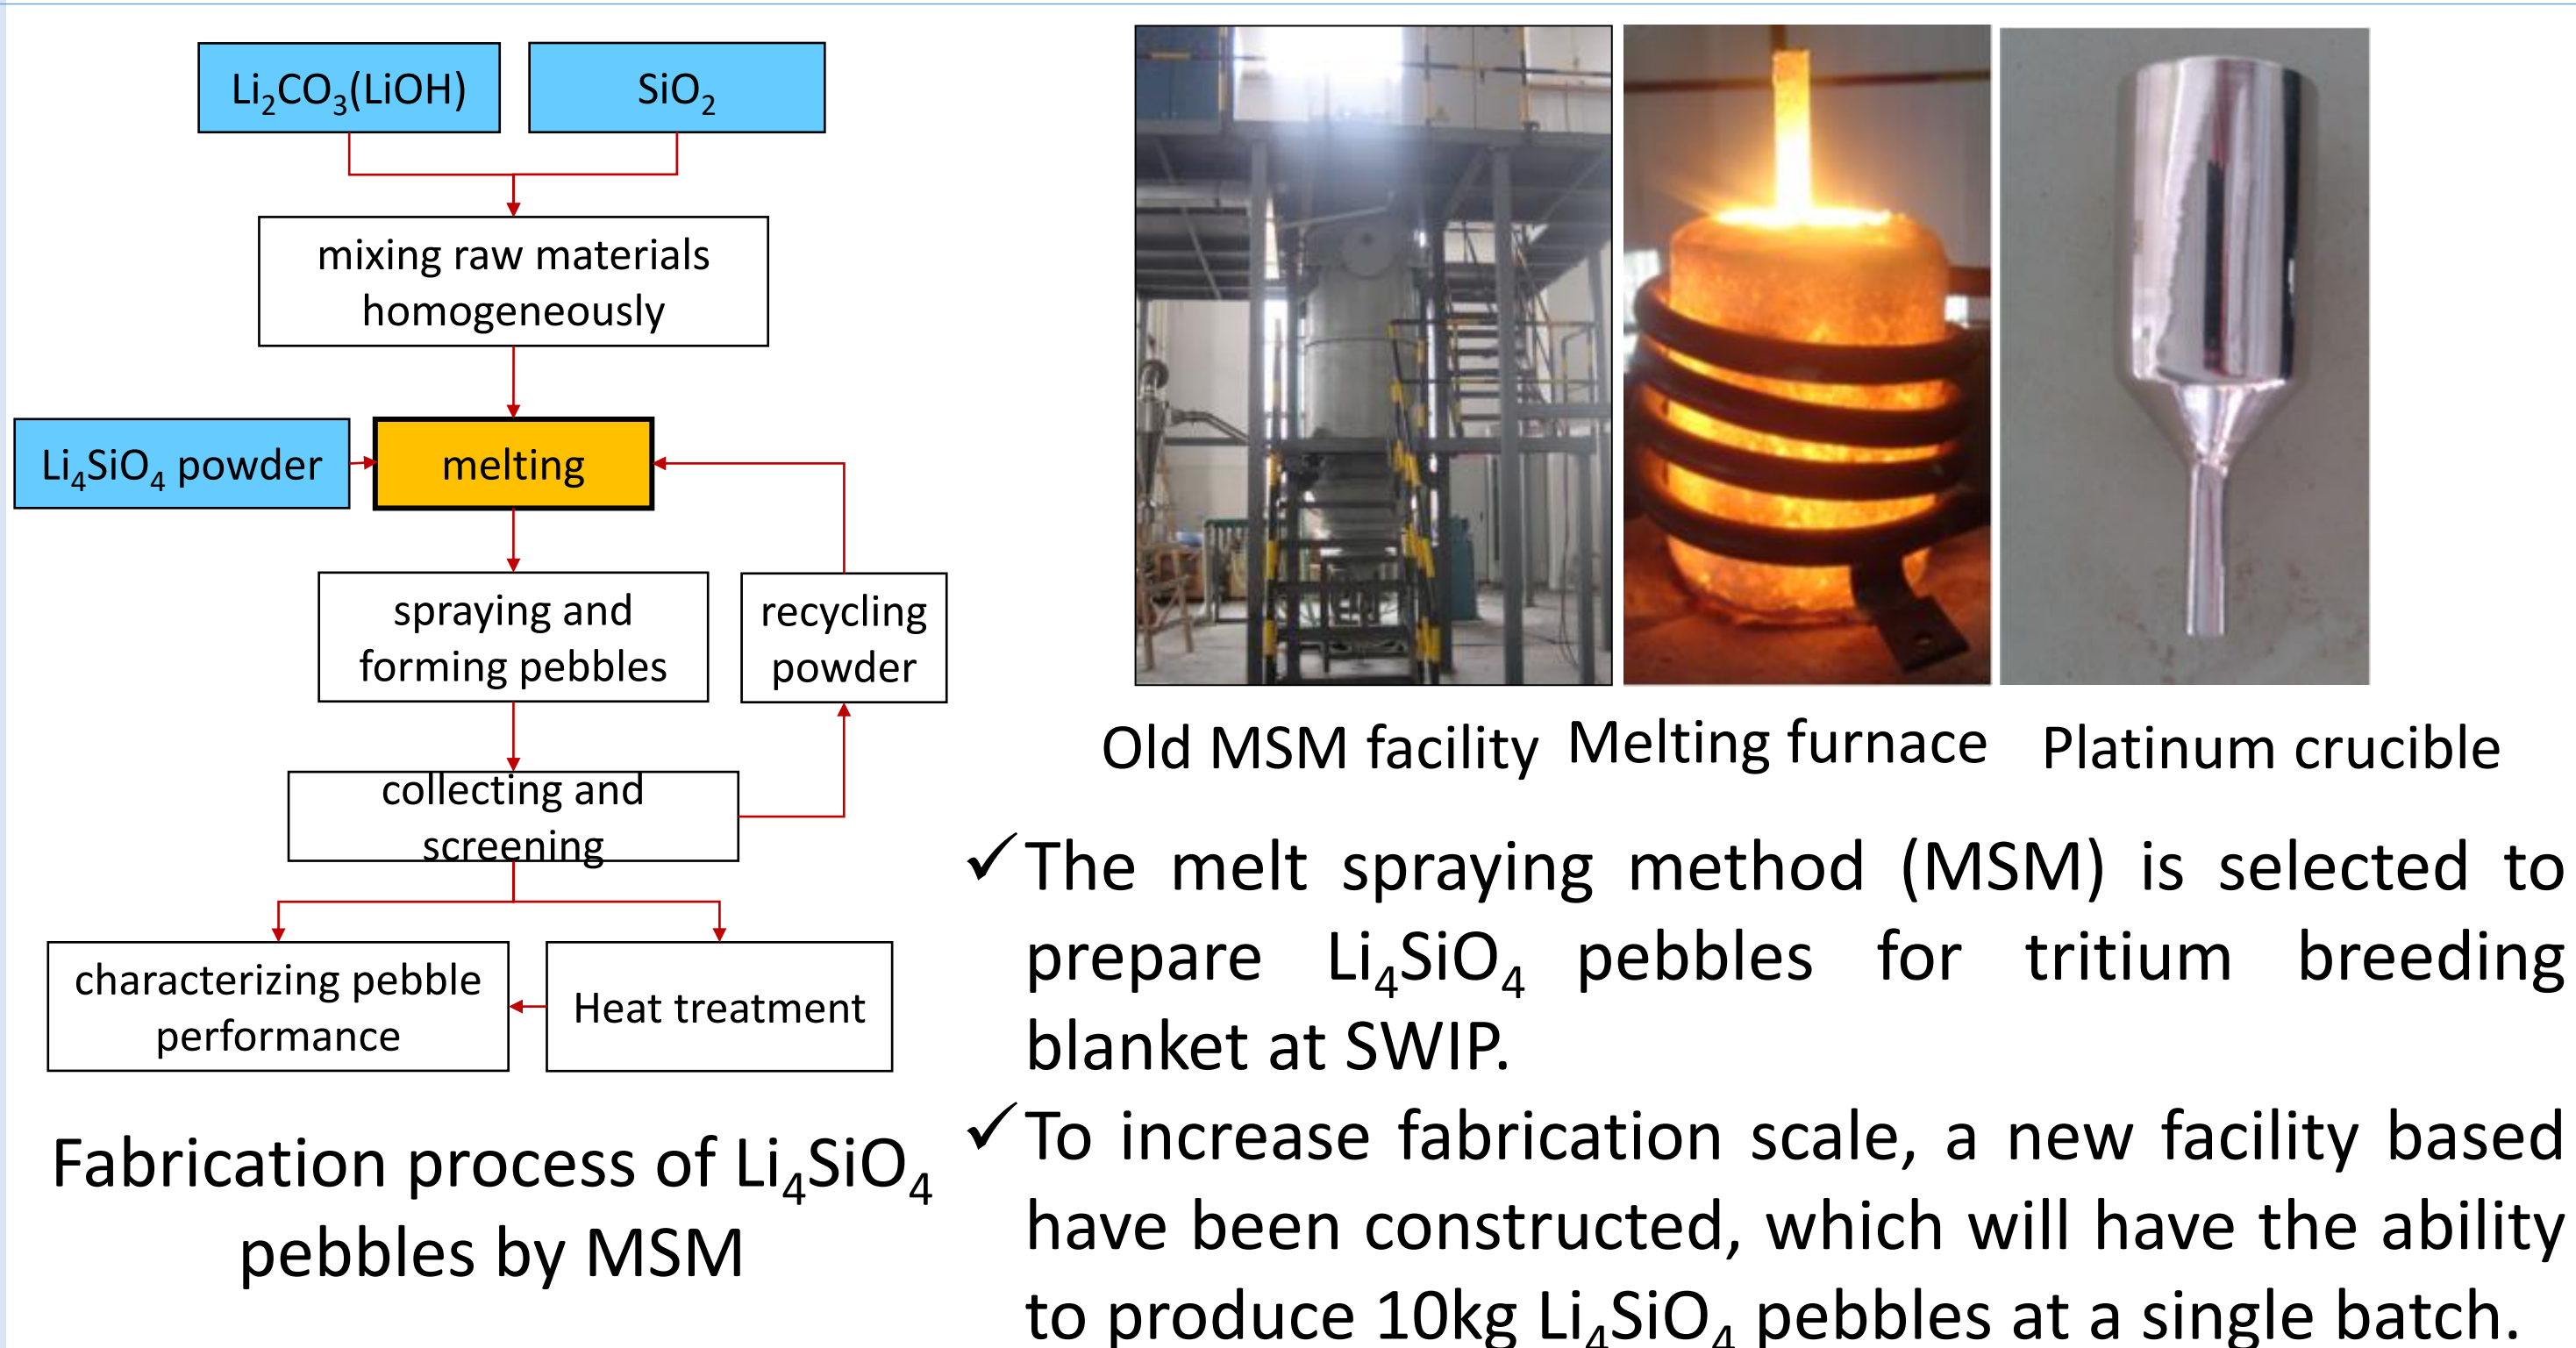 Li₂CO₃(LiOH)
SiO₂
mixing raw materials
homogeneously
Li₄SiO₄ powder
melting
spraying and
forming pebbles
recycling
powder
collecting and
screening
characterizing pebble
performance
Heat treatment
Fabrication process of Li₄SiO₄
pebbles by MSM
Old MSM facility
Melting furnace
Platinum crucible
✓The melt spraying method (MSM) is selected to
prepare Li₄SiO₄ pebbles for tritium breeding
blanket at SWIP.
✓To increase fabrication scale, a new facility based
have been constructed, which will have the ability
to produce 10kg Li₄SiO₄ pebbles at a single batch.